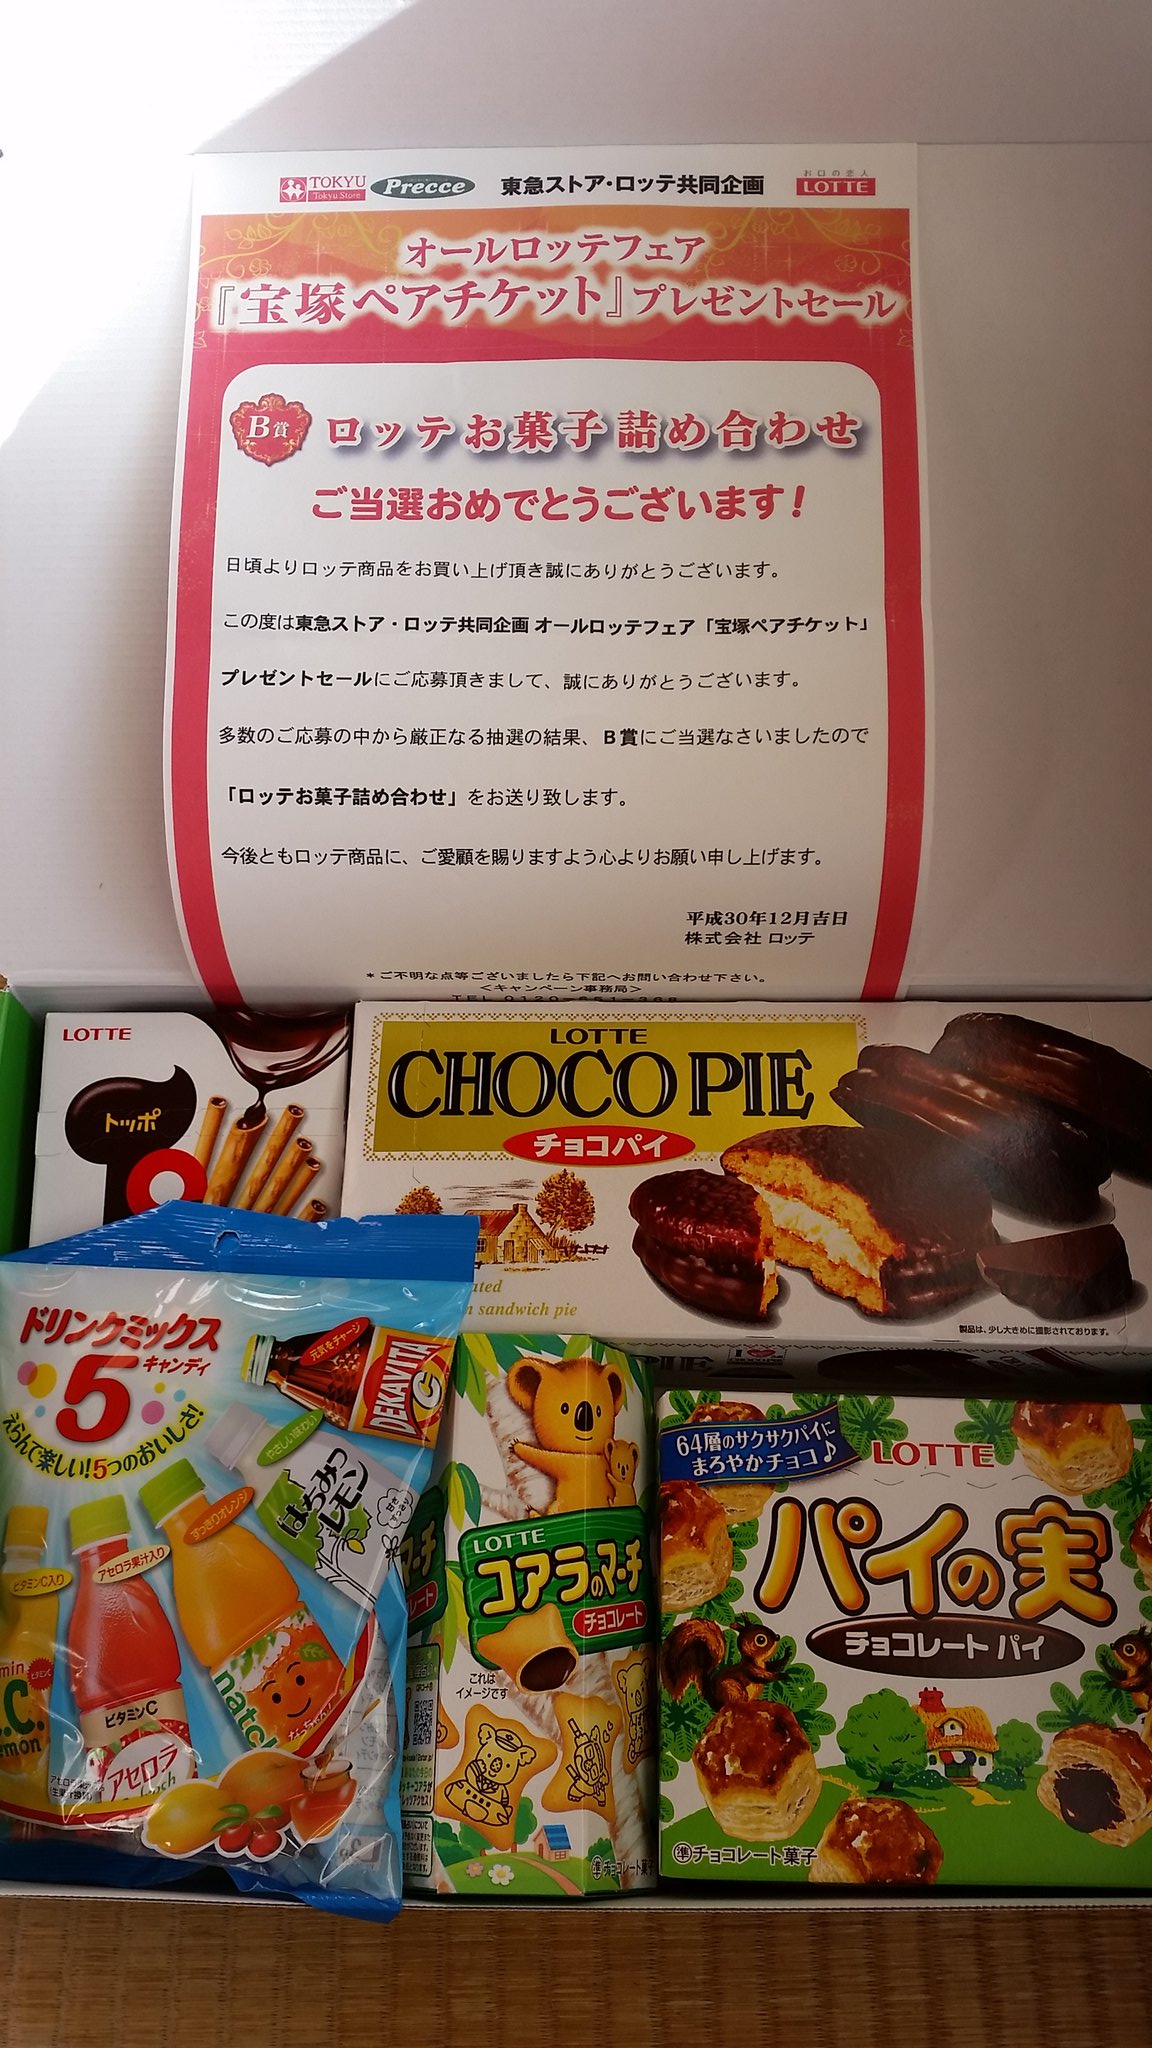 TOKYU
Tokyu Store
Precce
東急ストア・ロッテ共同企画
お口の恋人
LOTTE
オールロッテフェア
『宝塚ペアチケット』プレゼントセール
B賞
ロッテお菓子詰め合わせ
ご当選おめでとうございます!
日頃よりロッテ商品をお買い上げ頂き誠にありがとうございます。
この度は東急ストア・ロッテ共同企画 オールロッテフェア「宝塚ペアチケット」
プレゼントセールにご応募頂きまして、誠にありがとうございます。
多数のご応募の中から厳正なる抽選の結果、B賞にご当選なさいましたので
「ロッテお菓子詰め合わせ」をお送り致します。
今後ともロッテ商品に、ご愛顧を賜りますよう心よりお願い申し上げます。
平成30年12月吉日
株式会社 ロッテ
*ご不明な点等ございましたら下記へお問い合わせ下さい。
<キャンペーン事務局>
TEL 0120-651-368
LOTTE
トッポ
LOTTE
CHOCO PIE
チョコパイ
sandwich pie
製品は、少し大きめに撮影されております。
ドリンクミックス
5
キャンディ
えらんで楽しい!5つのおいしさ!
元気をチャージ
DEKAVITA
C
やさしい味わい
はちみつ
レモン
すっきりオレンジ
アセロラ果汁入り
ビタミンC入り
ビタミンC
アセロラ
natch
なっちゃん!
LOTTE
コアラのマーチ
チョコレート
これは
イメージです
準チョコレート菓子
64層のサクサクパイに
まろやかチョコ♪
LOTTE
パイの実
チョコレート パイ
準チョコレート菓子